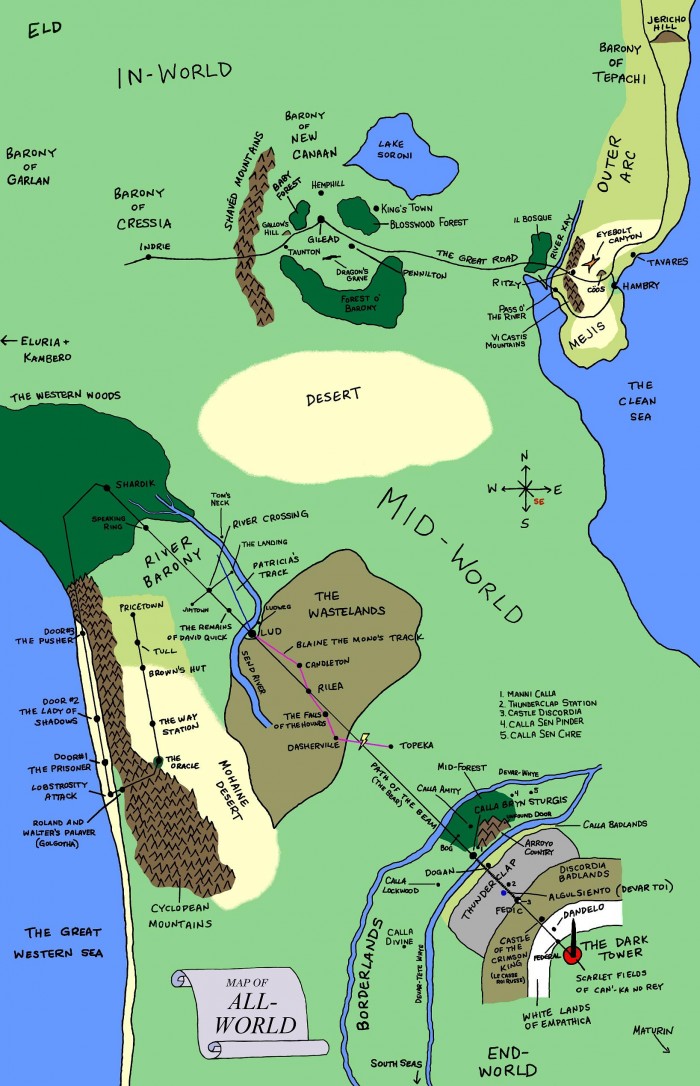 ELD
IN-WORLD
JERICHO
HILL
BARONY
OF
TEPACHI
BARONY
OF
NEW
CANAAN
LAKE
SORONI
BARONY
OF
GARLAN
BARONY
OF
CRESSIA
SHAVED MOUNTAINS
BABY
FOREST
HEMPHILL
KING'S TOWN
BLOSSWOOD FOREST
GALLOW'S
HILL
GILEAD
INDRIE
TAUNTON
DRAGON'S
GRAVE
PENNILTON
FOREST O'
BARONY
THE GREAT ROAD
OUTER
ARC
IL BOSQUE
RIVER XAY
EYEBOLT
CANYON
TAVARES
RITZY
COOS
HAMBRY
PASS O'
THE RIVER
VI CASTIS
MOUNTAINS
MEJIS
← ELURIA +
KAMBERO
THE CLEAN
SEA
DESERT
THE WESTERN WOODS
N
W
E
S
SE
MID-WORLD
SHARDIK
SPEAKING
RING
TOM'S
NECK
RIVER CROSSING
THE LANDING
PATRICIA'S
TRACK
RIVER
BARONY
JIMTOWN
THE REMAINS
OF DAVID QUICK
LUDWEG
LUD
SEND RIVER
THE
WASTELANDS
BLAINE THE MONO'S TRACK
CANDLETON
RILEA
THE FALLS
OF THE HOUNDS
DASHERVILLE
TOPEKA
PRICETOWN
TULL
BROWN'S HUT
THE WAY
STATION
THE
ORACLE
MOHAINE
DESERT
DOOR#3
THE PUSHER
DOOR #2
THE LADY OF
SHADOWS
DOOR#1
THE PRISONER
LOBSTROSITY
ATTACK
ROLAND AND
WALTER'S PALAVER
(GOLGOTHA)
CYCLOPEAN
MOUNTAINS
THE GREAT
WESTERN SEA
1. MANNI CALLA
2. THUNDERCLAP STATION
3. CASTLE DISCORDIA
4. CALLA SEN PINDER
5. CALLA SEN CHRE
PATH OF THE BEAM
(THE BEAR)
MID-FOREST
DEVAR-WHYE
CALLA AMITY
4
5
CALLA BRYN STURGIS
UNFOUND DOOR
1
BOG
CALLA BADLANDS
ARROYO
COUNTRY
DOGAN
CALLA
LOCKWOOD
THUNDERCLAP
DISCORDIA
BADLANDS
2
ALGUL SIENTO (DEVAR TOI)
3
FEDIC
CALLA
DIVINE
BORDERLANDS
DEVAR-TETE WHYE
CASTLE
OF THE
CRIMSON
KING
(LE CASSE
ROI RUSSE)
DANDELO
FEDERAL
THE DARK
TOWER
SCARLET FIELDS
OF CAN'-KA NO REY
WHITE LANDS
OF EMPATHICA
MATURIN
SOUTH SEAS
END-
WORLD
MAP OF
ALL-
WORLD